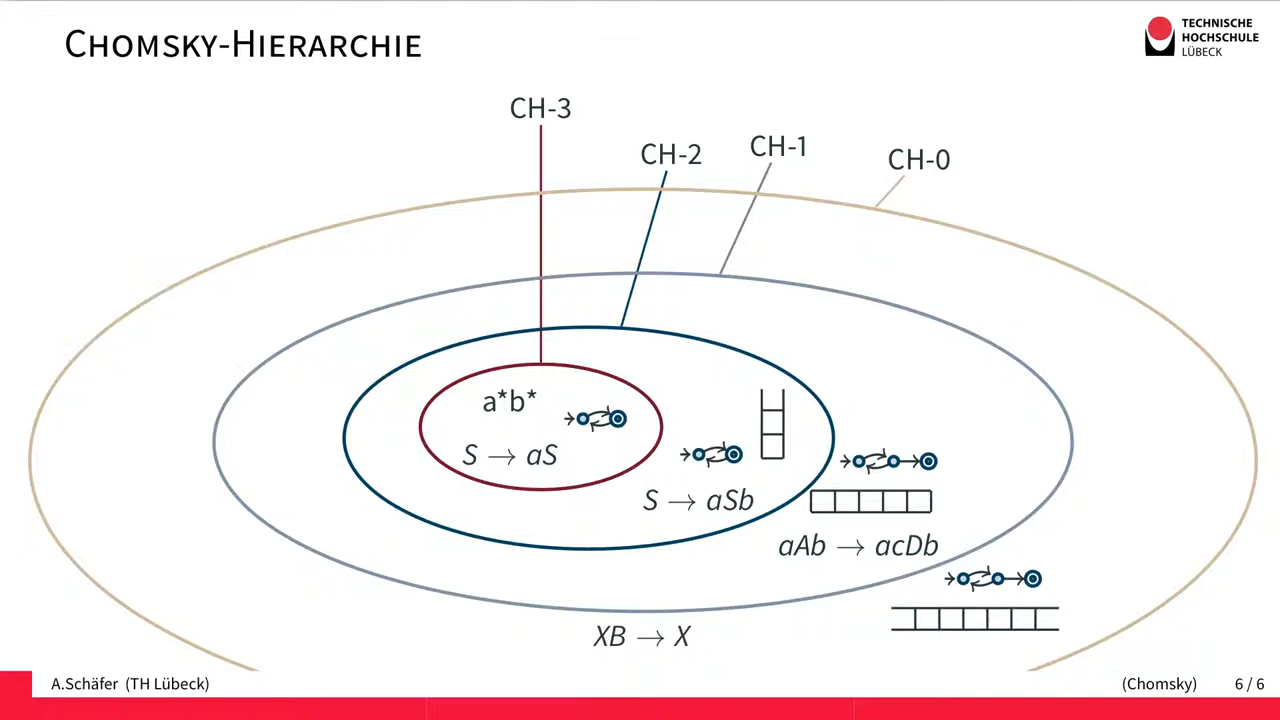 CHOMSKY-HIERARCHIE
TECHNISCHE
HOCHSCHULE
LÜBECK
CH-3
CH-2
CH-1
CH-0
a*b*
S → aS
S → aSb
aAb → acDb
XB → X
A.Schäfer (TH Lübeck)
(Chomsky)
6 / 6